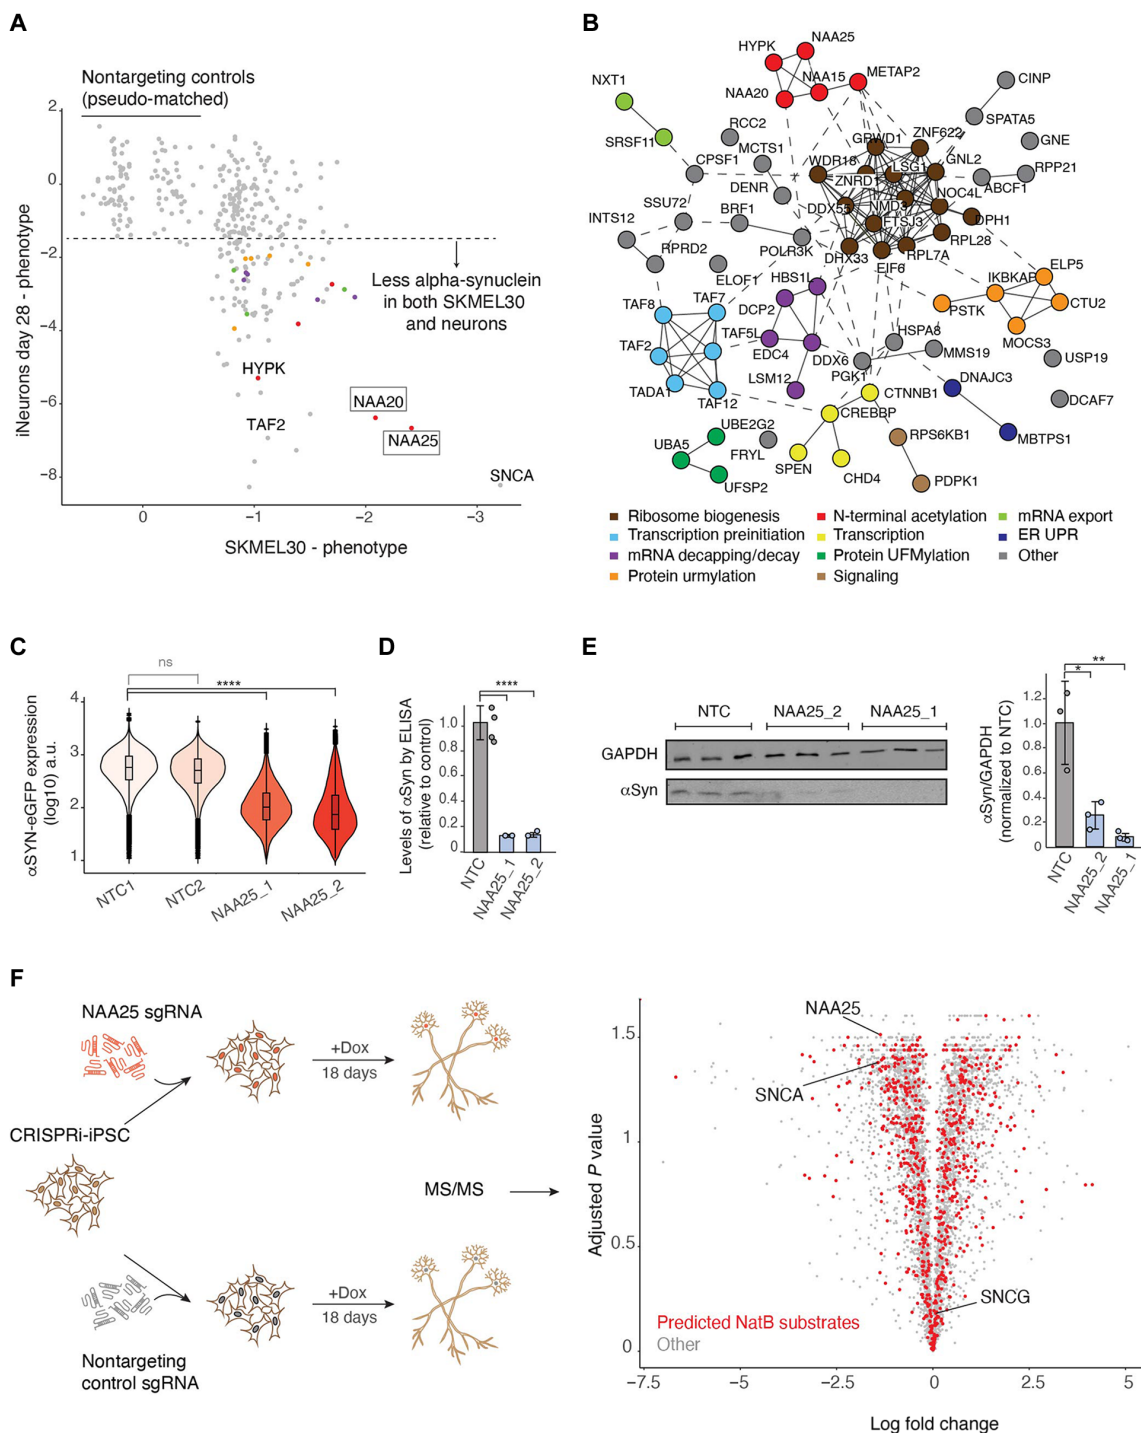 A
Nontargeting controls
(pseudo-matched)
2
0
−2
−4
−6
−8
iNeurons day 28 - phenotype
Less alpha-synuclein
in both SKMEL30
and neurons
HYPK
TAF2
NAA20
NAA25
SNCA
0
−1
−2
−3
SKMEL30 - phenotype
B
HYPK
NAA25
NAA15
METAP2
NAA20
NXT1
SRSF11
RCC2
MCTS1
CPSF1
DENR
SSU72
BRF1
INTS12
RPRD2
ELOF1
POLR3K
GRWD1
ZNF622
WDR18
LSG1
GNL2
ZNRD1
NMD3
NOC4L
DDX55
FTSJ3
DPH1
RPL28
DHX33
EIF6
RPL7A
CINP
SPATA5
GNE
RPP21
ABCF1
HBS1L
IKBKAP
ELP5
PSTK
CTU2
MOCS3
TAF8
TAF7
DCP2
TAF5L
TAF2
EDC4
DDX6
HSPA8
MMS19
USP19
PGK1
LSM12
TADA1
TAF12
CTNNB1
DNAJC3
DCAF7
CREBBP
UBE2G2
UBA5
FRYL
SPEN
CHD4
RPS6KB1
MBTPS1
UFSP2
PDPK1
Ribosome biogenesis
Transcription preinitiation
mRNA decapping/decay
Protein urmylation
N-terminal acetylation
Transcription
Protein UFMylation
Signaling
mRNA export
ER UPR
Other
C
ns
****
4
3
2
1
αSYN-eGFP expression
(log10) a.u.
NTC1
NTC2
NAA25_1
NAA25_2
D
****
1.0
0.8
0.6
0.4
0.2
0
Levels of αSyn by ELISA
(relative to control)
NTC
NAA25_1
NAA25_2
E
NTC
NAA25_2
NAA25_1
GAPDH
αSyn
**
*
1.2
1.0
0.8
0.6
0.4
0.2
0
αSyn/GAPDH
(normalized to NTC)
NTC
NAA25_2
NAA25_1
F
NAA25 sgRNA
+Dox
18 days
CRISPRi-iPSC
MS/MS
+Dox
18 days
Nontargeting
control sgRNA
NAA25
SNCA
SNCG
1.5
1
0.5
0
Adjusted P value
Predicted NatB substrates
Other
−7.5
−5
−2.5
0
2.5
5
Log fold change